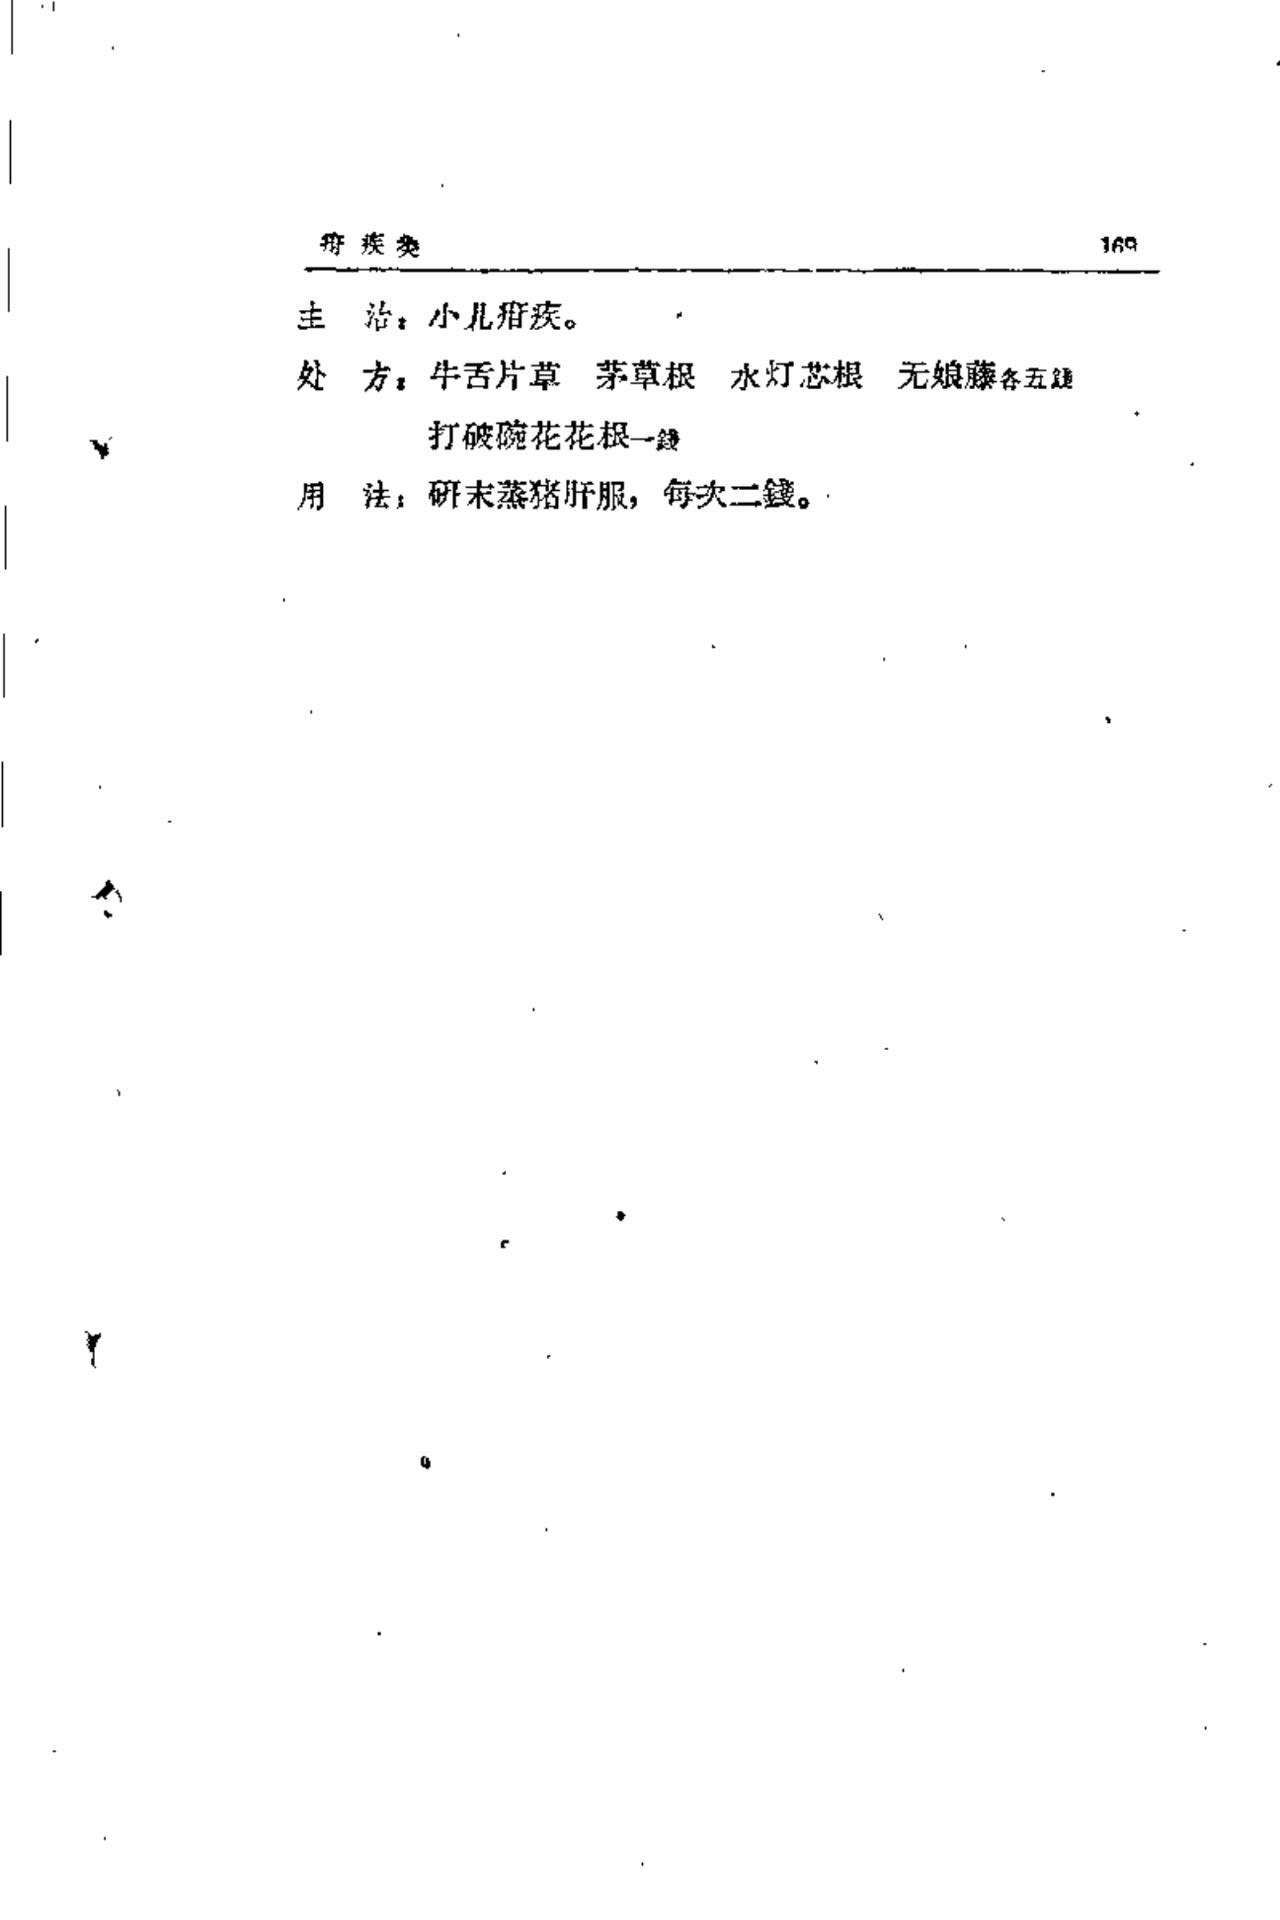 疳疾类 169
主 治：小儿疳疾。
处 方：牛舌片草 茅草根 水灯芯根 无娘藤各五錢
打破碗花花根一錢
用 法：研末蒸猪肝服，每次二錢。